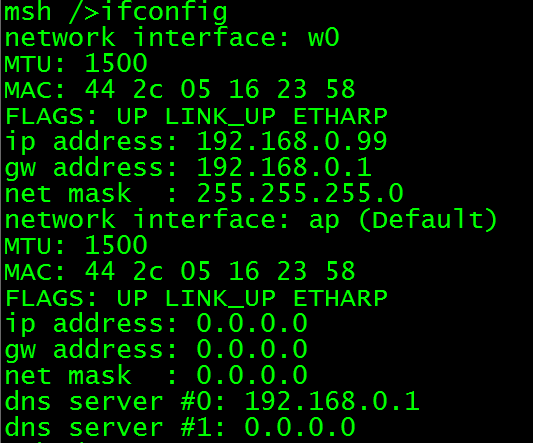 msh />ifconfig
network interface: w0
MTU: 1500
MAC: 44 2c 05 16 23 58
FLAGS: UP LINK_UP ETHARP
ip address: 192.168.0.99
gw address: 192.168.0.1
net mask  : 255.255.255.0
network interface: ap (Default)
MTU: 1500
MAC: 44 2c 05 16 23 58
FLAGS: UP LINK_UP ETHARP
ip address: 0.0.0.0
gw address: 0.0.0.0
net mask  : 0.0.0.0
dns server #0: 192.168.0.1
dns server #1: 0.0.0.0